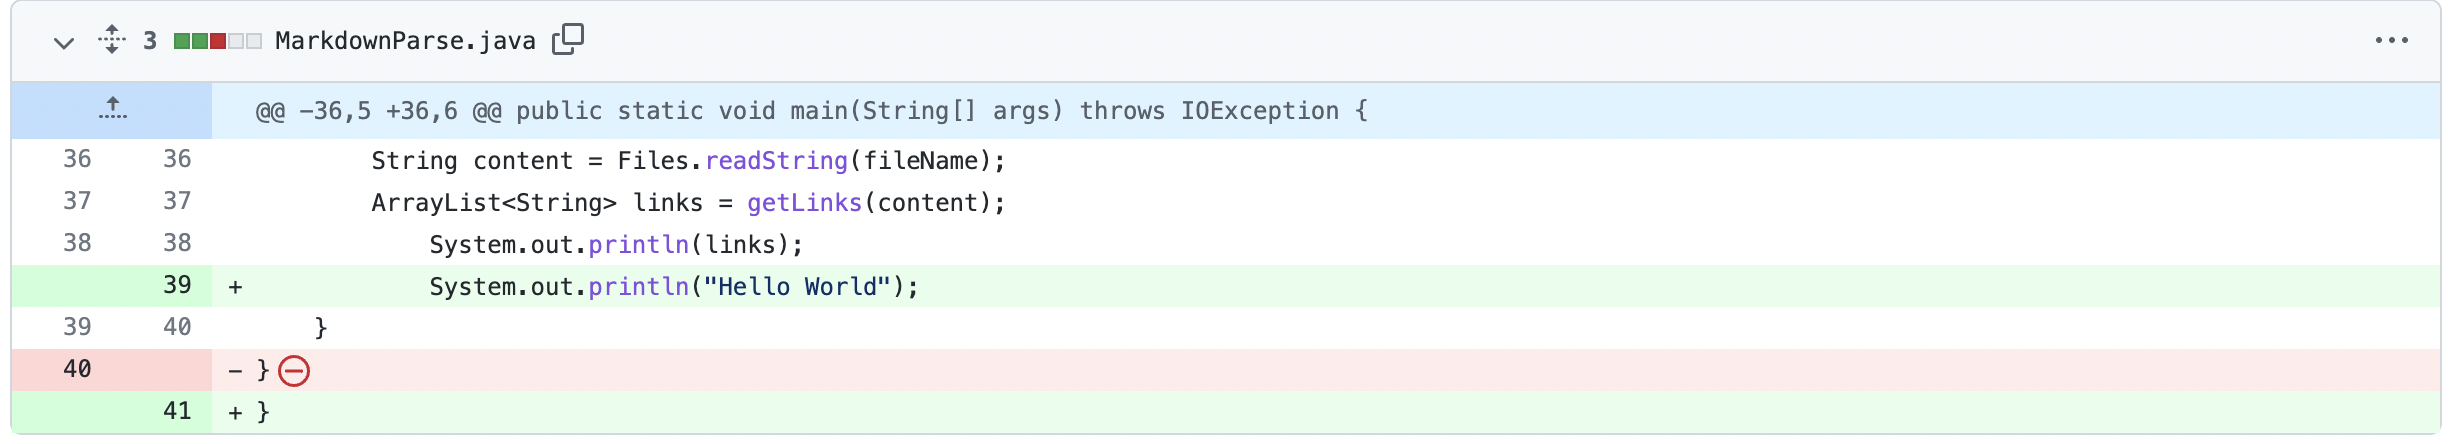 3 MarkdownParse.java
@@ -36,5 +36,6 @@ public static void main(String[] args) throws IOException {
36 36 String content = Files.readString(fileName);
37 37 ArrayList<String> links = getLinks(content);
38 38 System.out.println(links);
39 + System.out.println("Hello World");
39 40 }
40 - }
41 + }